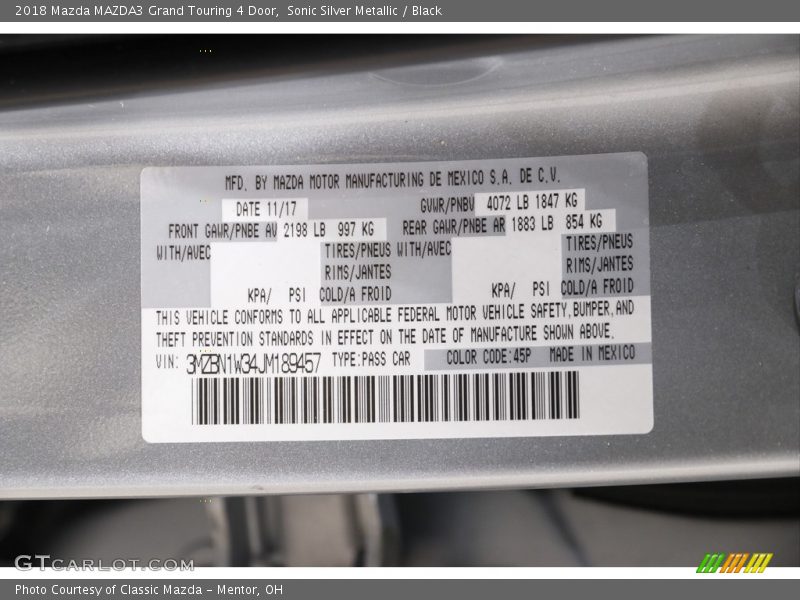 2018 Mazda MAZDA3 Grand Touring 4 Door, Sonic Silver Metallic / Black
MFD. BY MAZDA MOTOR MANUFACTURING DE MEXICO S.A. DE C.V.
DATE 11/17 GVWR/PNBV 4072 LB 1847 KG
FRONT GAWR/PNBE AV 2198 LB 997 KG REAR GAWR/PNBE AR 1883 LB 854 KG
WITH/AVEC TIRES/PNEUS WITH/AVEC TIRES/PNEUS
RIMS/JANTES RIMS/JANTES
KPA/ PSI COLD/A FROID KPA/ PSI COLD/A FROID
THIS VEHICLE CONFORMS TO ALL APPLICABLE FEDERAL MOTOR VEHICLE SAFETY,BUMPER,AND
THEFT PREVENTION STANDARDS IN EFFECT ON THE DATE OF MANUFACTURE SHOWN ABOVE.
VIN: 3MZBN1W34JM189457 TYPE:PASS CAR COLOR CODE:45P MADE IN MEXICO
GTCARLOT.COM
Photo Courtesy of Classic Mazda - Mentor, OH